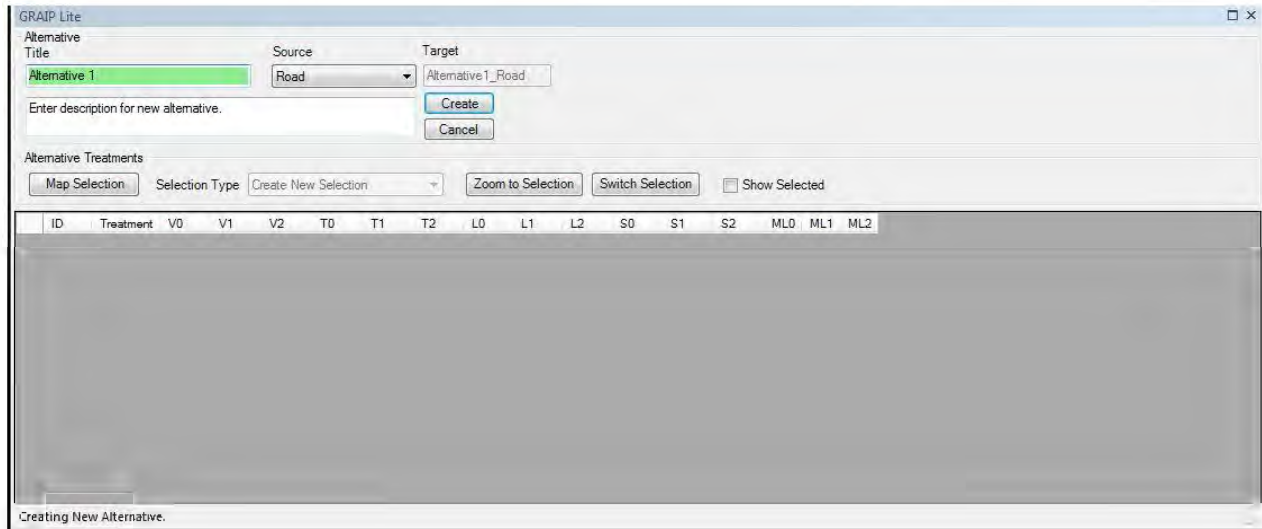 GRAIP Lite
Alternative
Title Source Target
Alternative 1 Road Alternative1_Road
Enter description for new alternative. Create
Cancel
Alternative Treatments
Map Selection Selection Type Create New Selection Zoom to Selection Switch Selection Show Selected
ID Treatment V0 V1 V2 T0 T1 T2 L0 L1 L2 S0 S1 S2 ML0 ML1 ML2
Creating New Alternative.